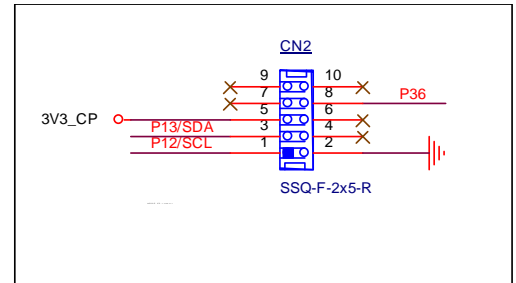 CN2
9 10
7 8 P36
3V3_CP 5 6
P13/SDA 3 4
P12/SCL 1 2
SSQ-F-2x5-R